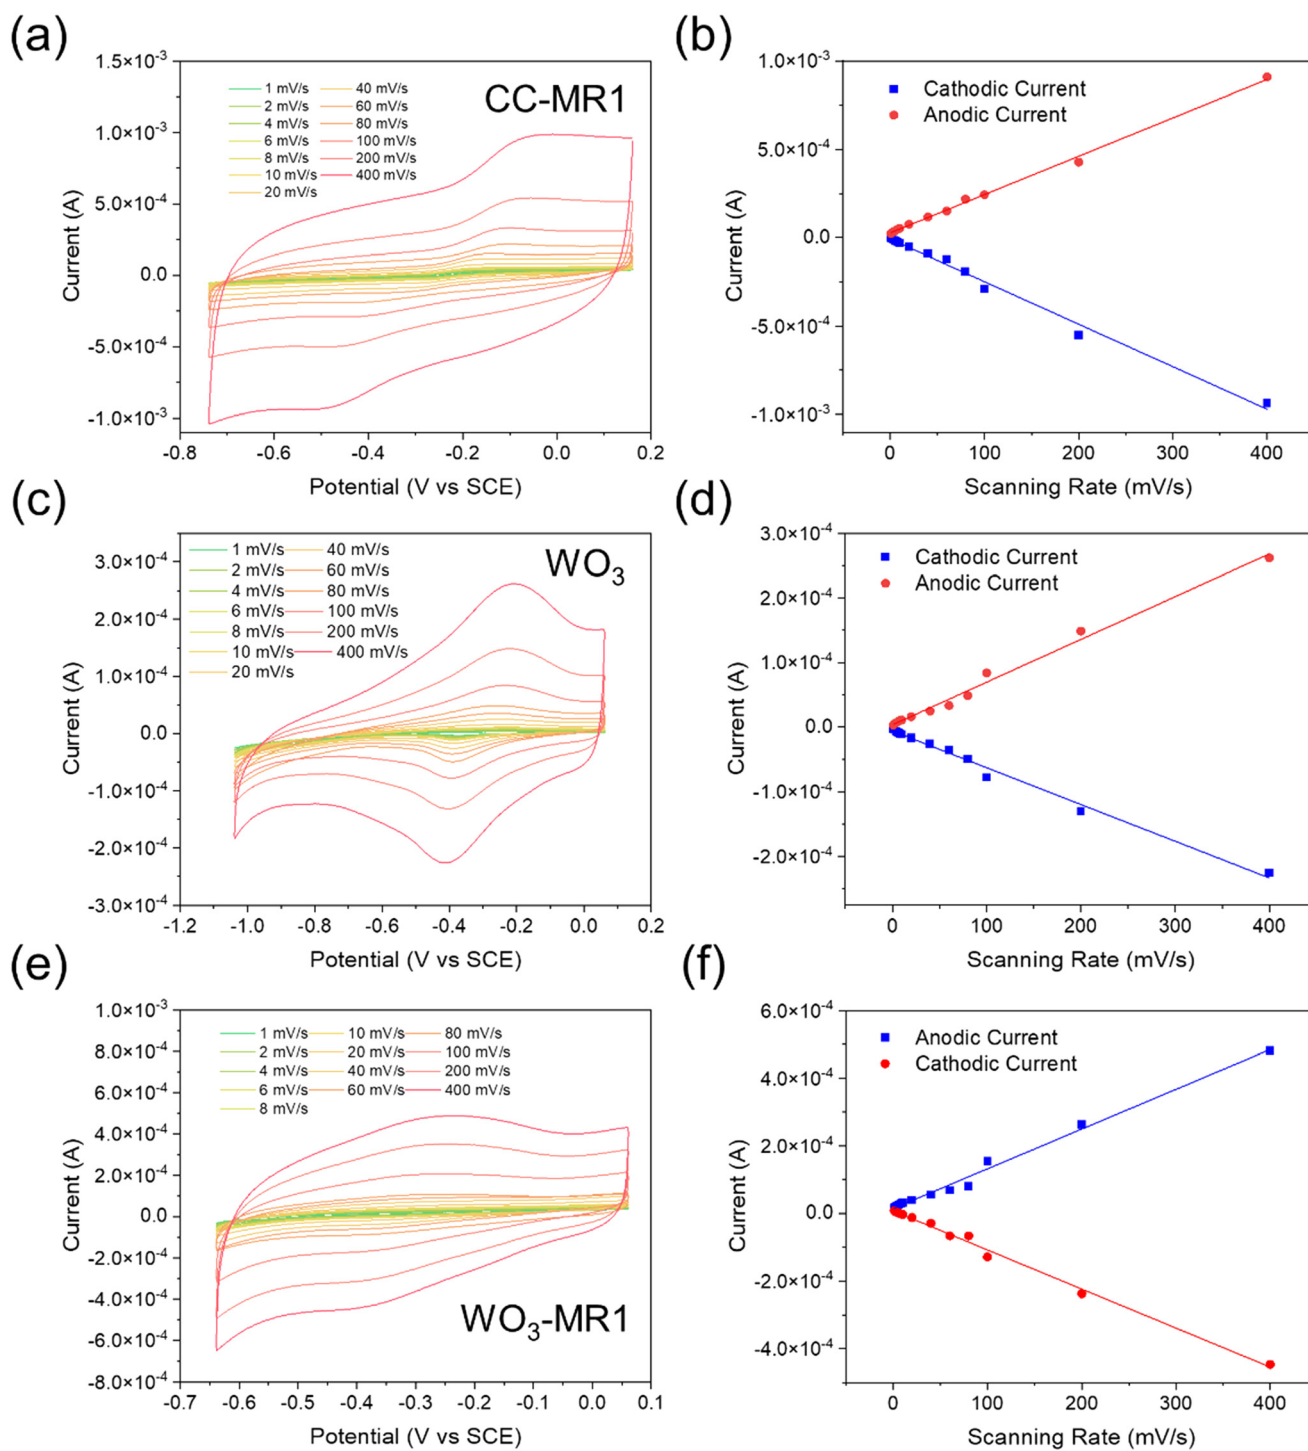 (a)
1.5×10⁻³
1.0×10⁻³
5.0×10⁻⁴
0.0
-5.0×10⁻⁴
-1.0×10⁻³
Current (A)
1 mV/s 40 mV/s
2 mV/s 60 mV/s
4 mV/s 80 mV/s
6 mV/s 100 mV/s
8 mV/s 200 mV/s
10 mV/s 400 mV/s
20 mV/s
CC-MR1
-0.8 -0.6 -0.4 -0.2 0.0 0.2
Potential (V vs SCE)
(b)
1.0×10⁻³
5.0×10⁻⁴
0.0
-5.0×10⁻⁴
-1.0×10⁻³
Current (A)
Cathodic Current
Anodic Current
0 100 200 300 400
Scanning Rate (mV/s)
(c)
3.0×10⁻⁴
2.0×10⁻⁴
1.0×10⁻⁴
0.0
-1.0×10⁻⁴
-2.0×10⁻⁴
-3.0×10⁻⁴
Current (A)
1 mV/s 40 mV/s
2 mV/s 60 mV/s
4 mV/s 80 mV/s
6 mV/s 100 mV/s
8 mV/s 200 mV/s
10 mV/s 400 mV/s
20 mV/s
WO₃
-1.2 -1.0 -0.8 -0.6 -0.4 -0.2 0.0 0.2
Potential (V vs SCE)
(d)
3.0×10⁻⁴
2.0×10⁻⁴
1.0×10⁻⁴
0.0
-1.0×10⁻⁴
-2.0×10⁻⁴
Current (A)
Cathodic Current
Anodic Current
0 100 200 300 400
Scanning Rate (mV/s)
(e)
1.0×10⁻³
8.0×10⁻⁴
6.0×10⁻⁴
4.0×10⁻⁴
2.0×10⁻⁴
0.0
-2.0×10⁻⁴
-4.0×10⁻⁴
-6.0×10⁻⁴
-8.0×10⁻⁴
Current (A)
1 mV/s 10 mV/s 80 mV/s
2 mV/s 20 mV/s 100 mV/s
4 mV/s 40 mV/s 200 mV/s
6 mV/s 60 mV/s 400 mV/s
8 mV/s
WO₃-MR1
-0.7 -0.6 -0.5 -0.4 -0.3 -0.2 -0.1 0.0 0.1
Potential (V vs SCE)
(f)
6.0×10⁻⁴
4.0×10⁻⁴
2.0×10⁻⁴
0.0
-2.0×10⁻⁴
-4.0×10⁻⁴
Current (A)
Anodic Current
Cathodic Current
0 100 200 300 400
Scanning Rate (mV/s)